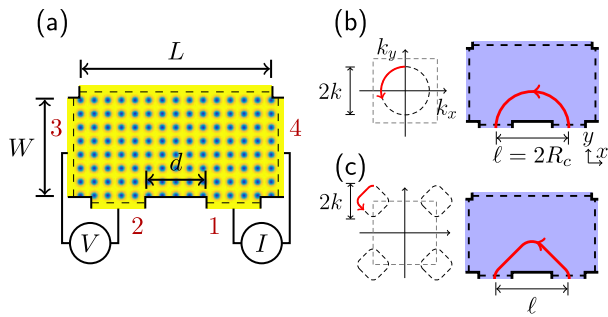 (a)
L
3
4
W
d
2
1
V
I
(b)
k_y
2k
k_x
ℓ = 2R_c
y
x
(c)
2k
ℓ